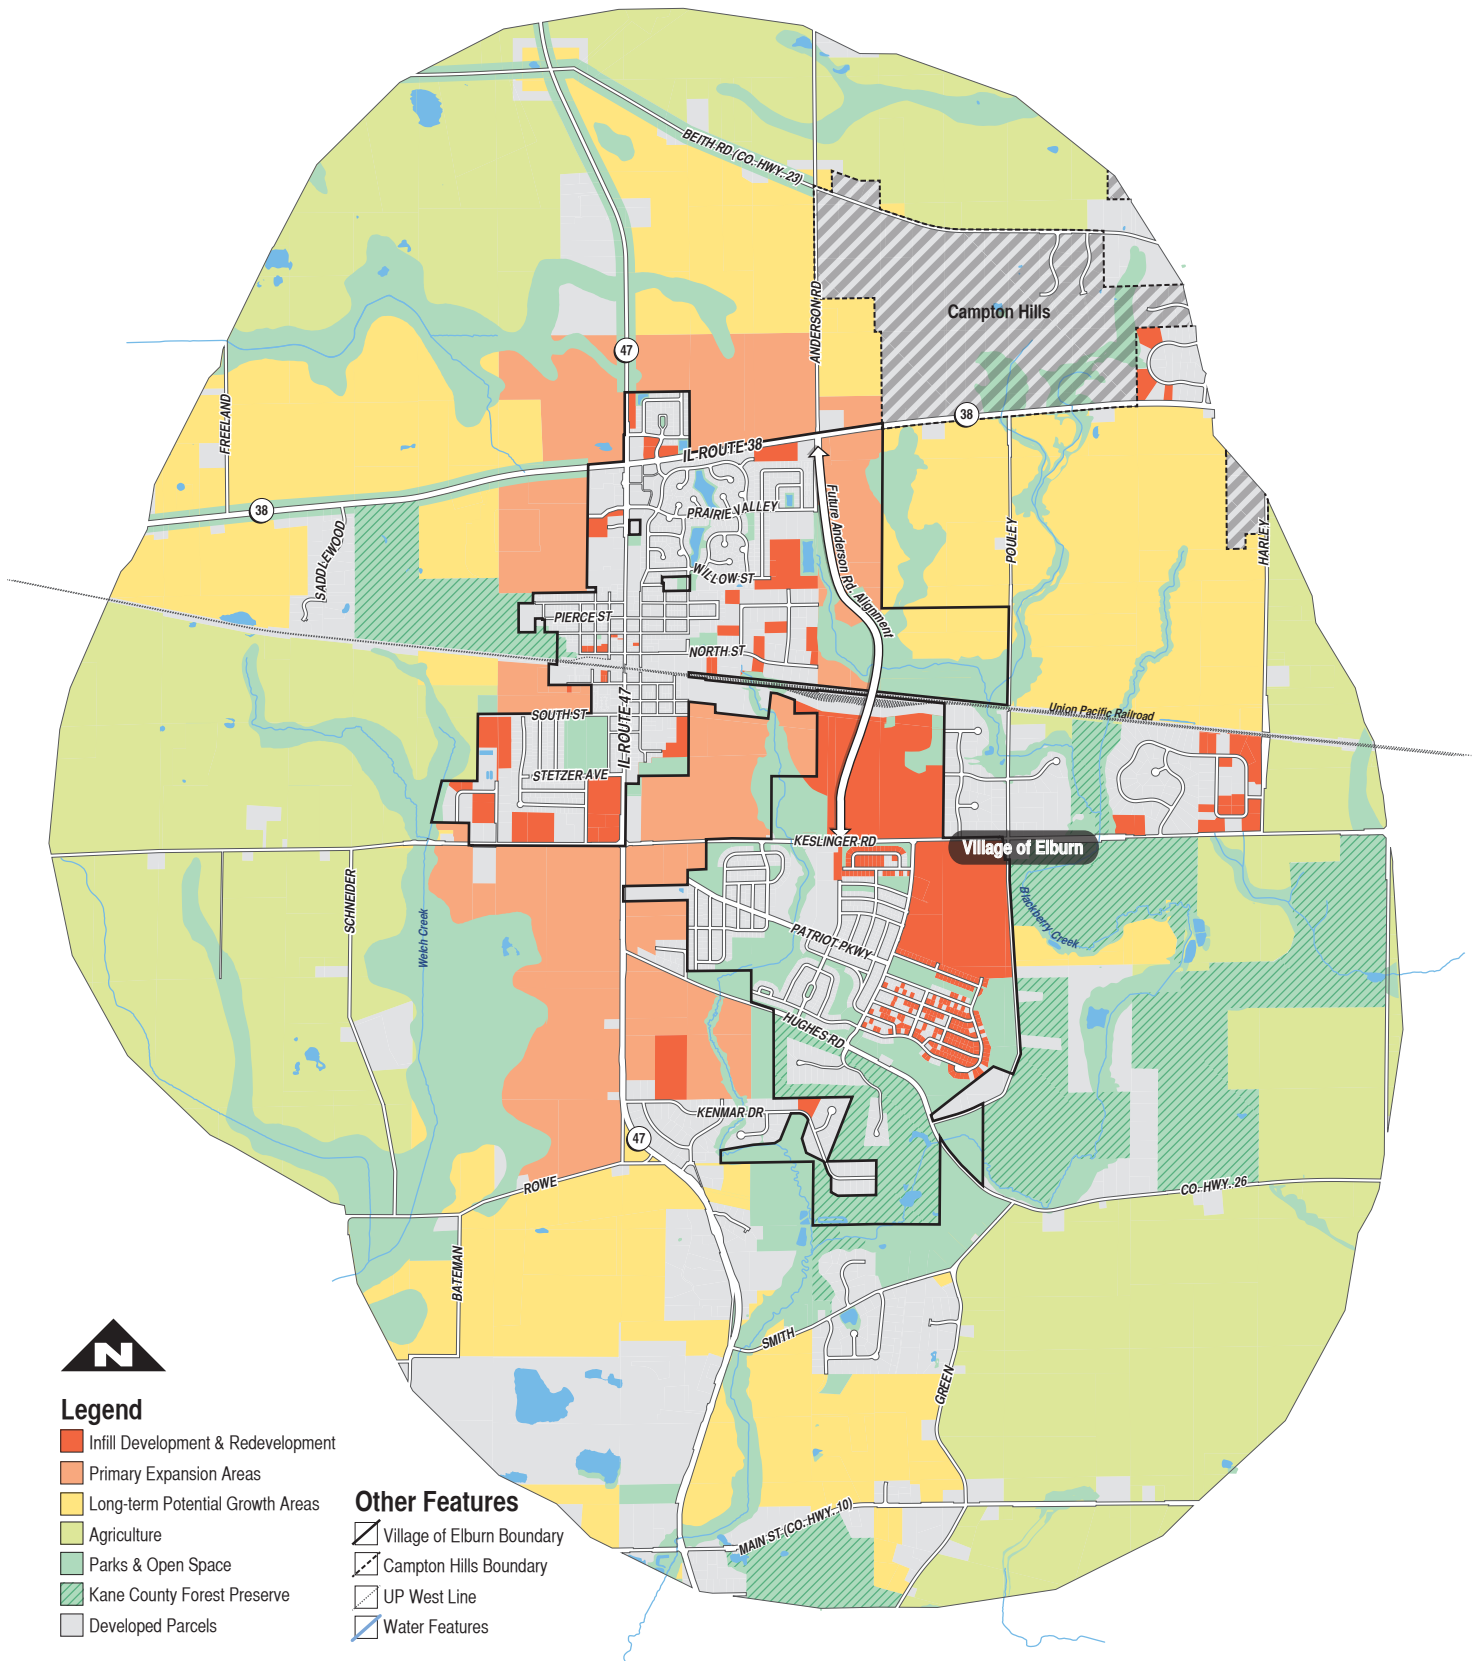 BEITH RD (CO. HWY. 23)
ANDERSON RD
Campton Hills
47
FREELAND
38
IL ROUTE 38
38
SADDLEWOOD
PRAIRIE VALLEY
Future Anderson Rd. Alignment
POULEY
HARLEY
WILLOW ST
PIERCE ST
NORTH ST
IL ROUTE 47
SOUTH ST
Union Pacific Railroad
STETZER AVE
KESLINGER RD
Village of Elburn
SCHNEIDER
Welch Creek
Blackberry Creek
PATRIOT PKWY
HUGHES RD
KENMAR DR
47
ROWE
CO. HWY. 26
BATEMAN
SMITH
GREEN
MAIN ST (CO. HWY. 10)
N
Legend
Infill Development & Redevelopment
Primary Expansion Areas
Long-term Potential Growth Areas
Agriculture
Parks & Open Space
Kane County Forest Preserve
Developed Parcels
Other Features
Village of Elburn Boundary
Campton Hills Boundary
UP West Line
Water Features